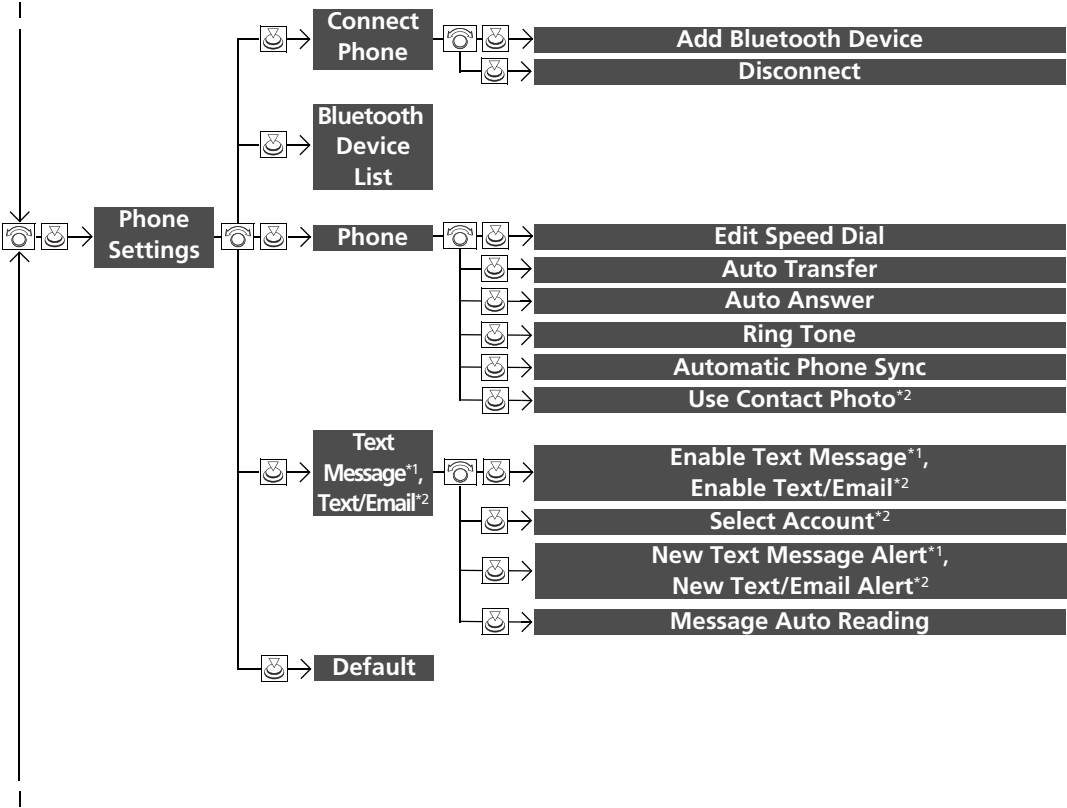 Connect
Phone
Add Bluetooth Device
Disconnect
Bluetooth
Device
List
Phone
Settings
Phone
Edit Speed Dial
Auto Transfer
Auto Answer
Ring Tone
Automatic Phone Sync
Use Contact Photo*2
Text
Message*1,
Text/Email*2
Enable Text Message*1,
Enable Text/Email*2
Select Account*2
New Text Message Alert*1,
New Text/Email Alert*2
Message Auto Reading
Default